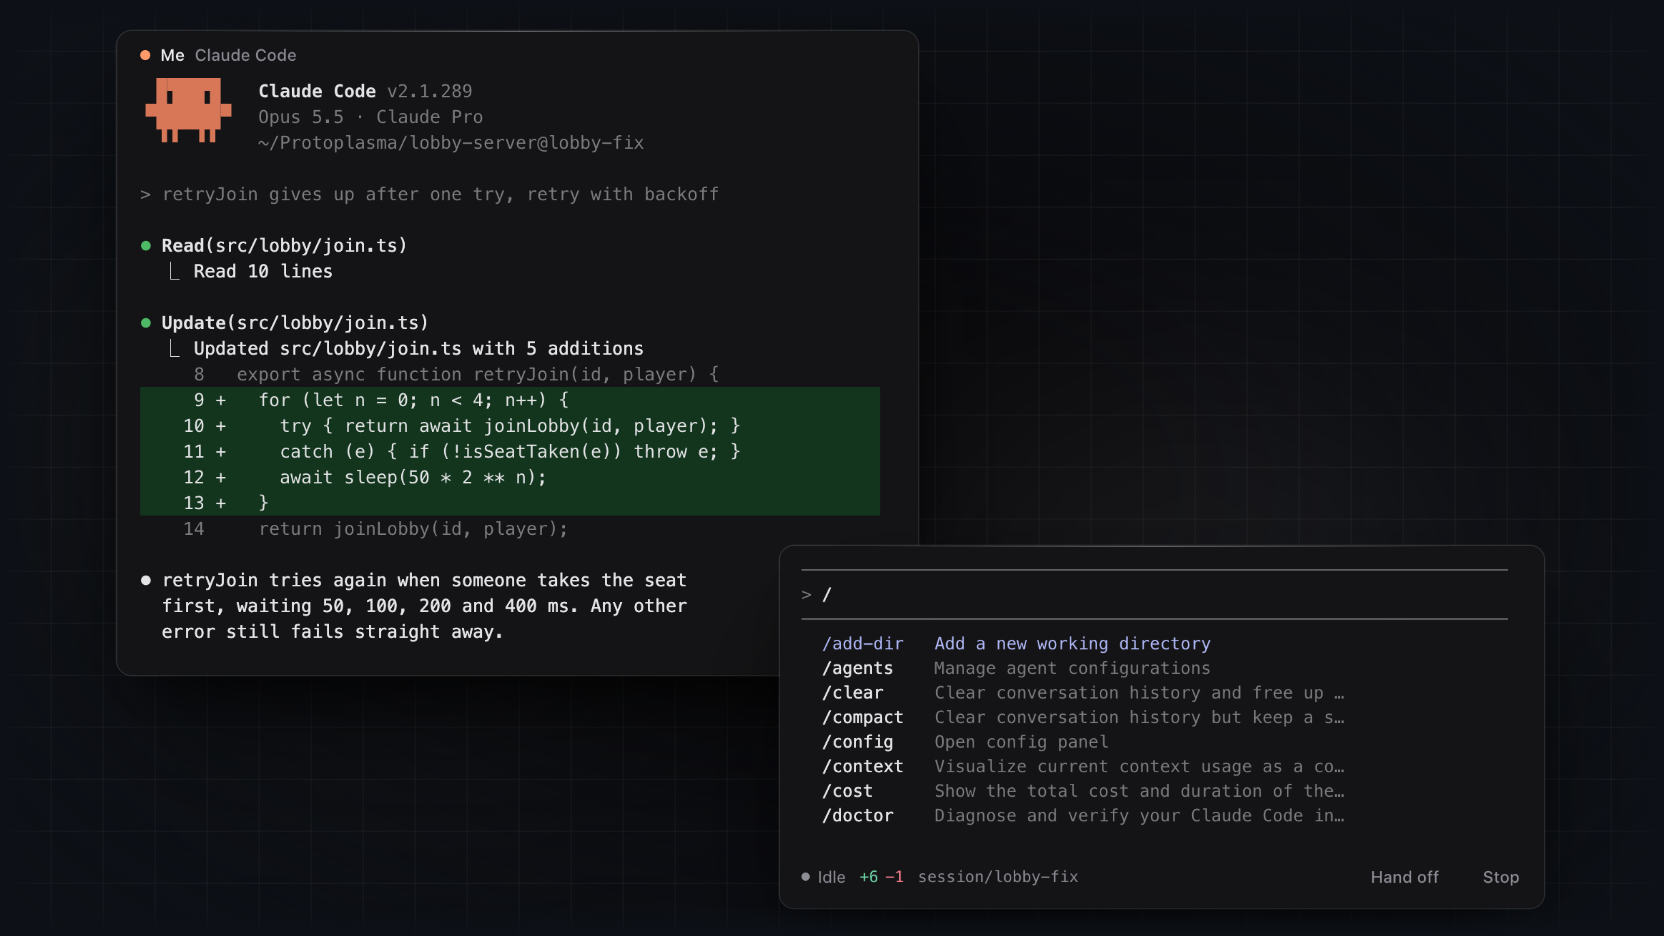 Me Claude Code
Claude Code v2.1.289
Opus 5.5 · Claude Pro
~/Protoplasma/lobby-server@lobby-fix
> retryJoin gives up after one try, retry with backoff
Read(src/lobby/join.ts)
Read 10 lines
Update(src/lobby/join.ts)
Updated src/lobby/join.ts with 5 additions
8 export async function retryJoin(id, player) {
9 + for (let n = 0; n < 4; n++) {
10 + try { return await joinLobby(id, player); }
11 + catch (e) { if (!isSeatTaken(e)) throw e; }
12 + await sleep(50 * 2 ** n);
13 + }
14 return joinLobby(id, player);
retryJoin tries again when someone takes the seat
first, waiting 50, 100, 200 and 400 ms. Any other
error still fails straight away.
> /
/add-dir Add a new working directory
/agents Manage agent configurations
/clear Clear conversation history and free up …
/compact Clear conversation history but keep a s…
/config Open config panel
/context Visualize current context usage as a co…
/cost Show the total cost and duration of the…
/doctor Diagnose and verify your Claude Code in…
Idle +6 −1 session/lobby-fix Hand off Stop